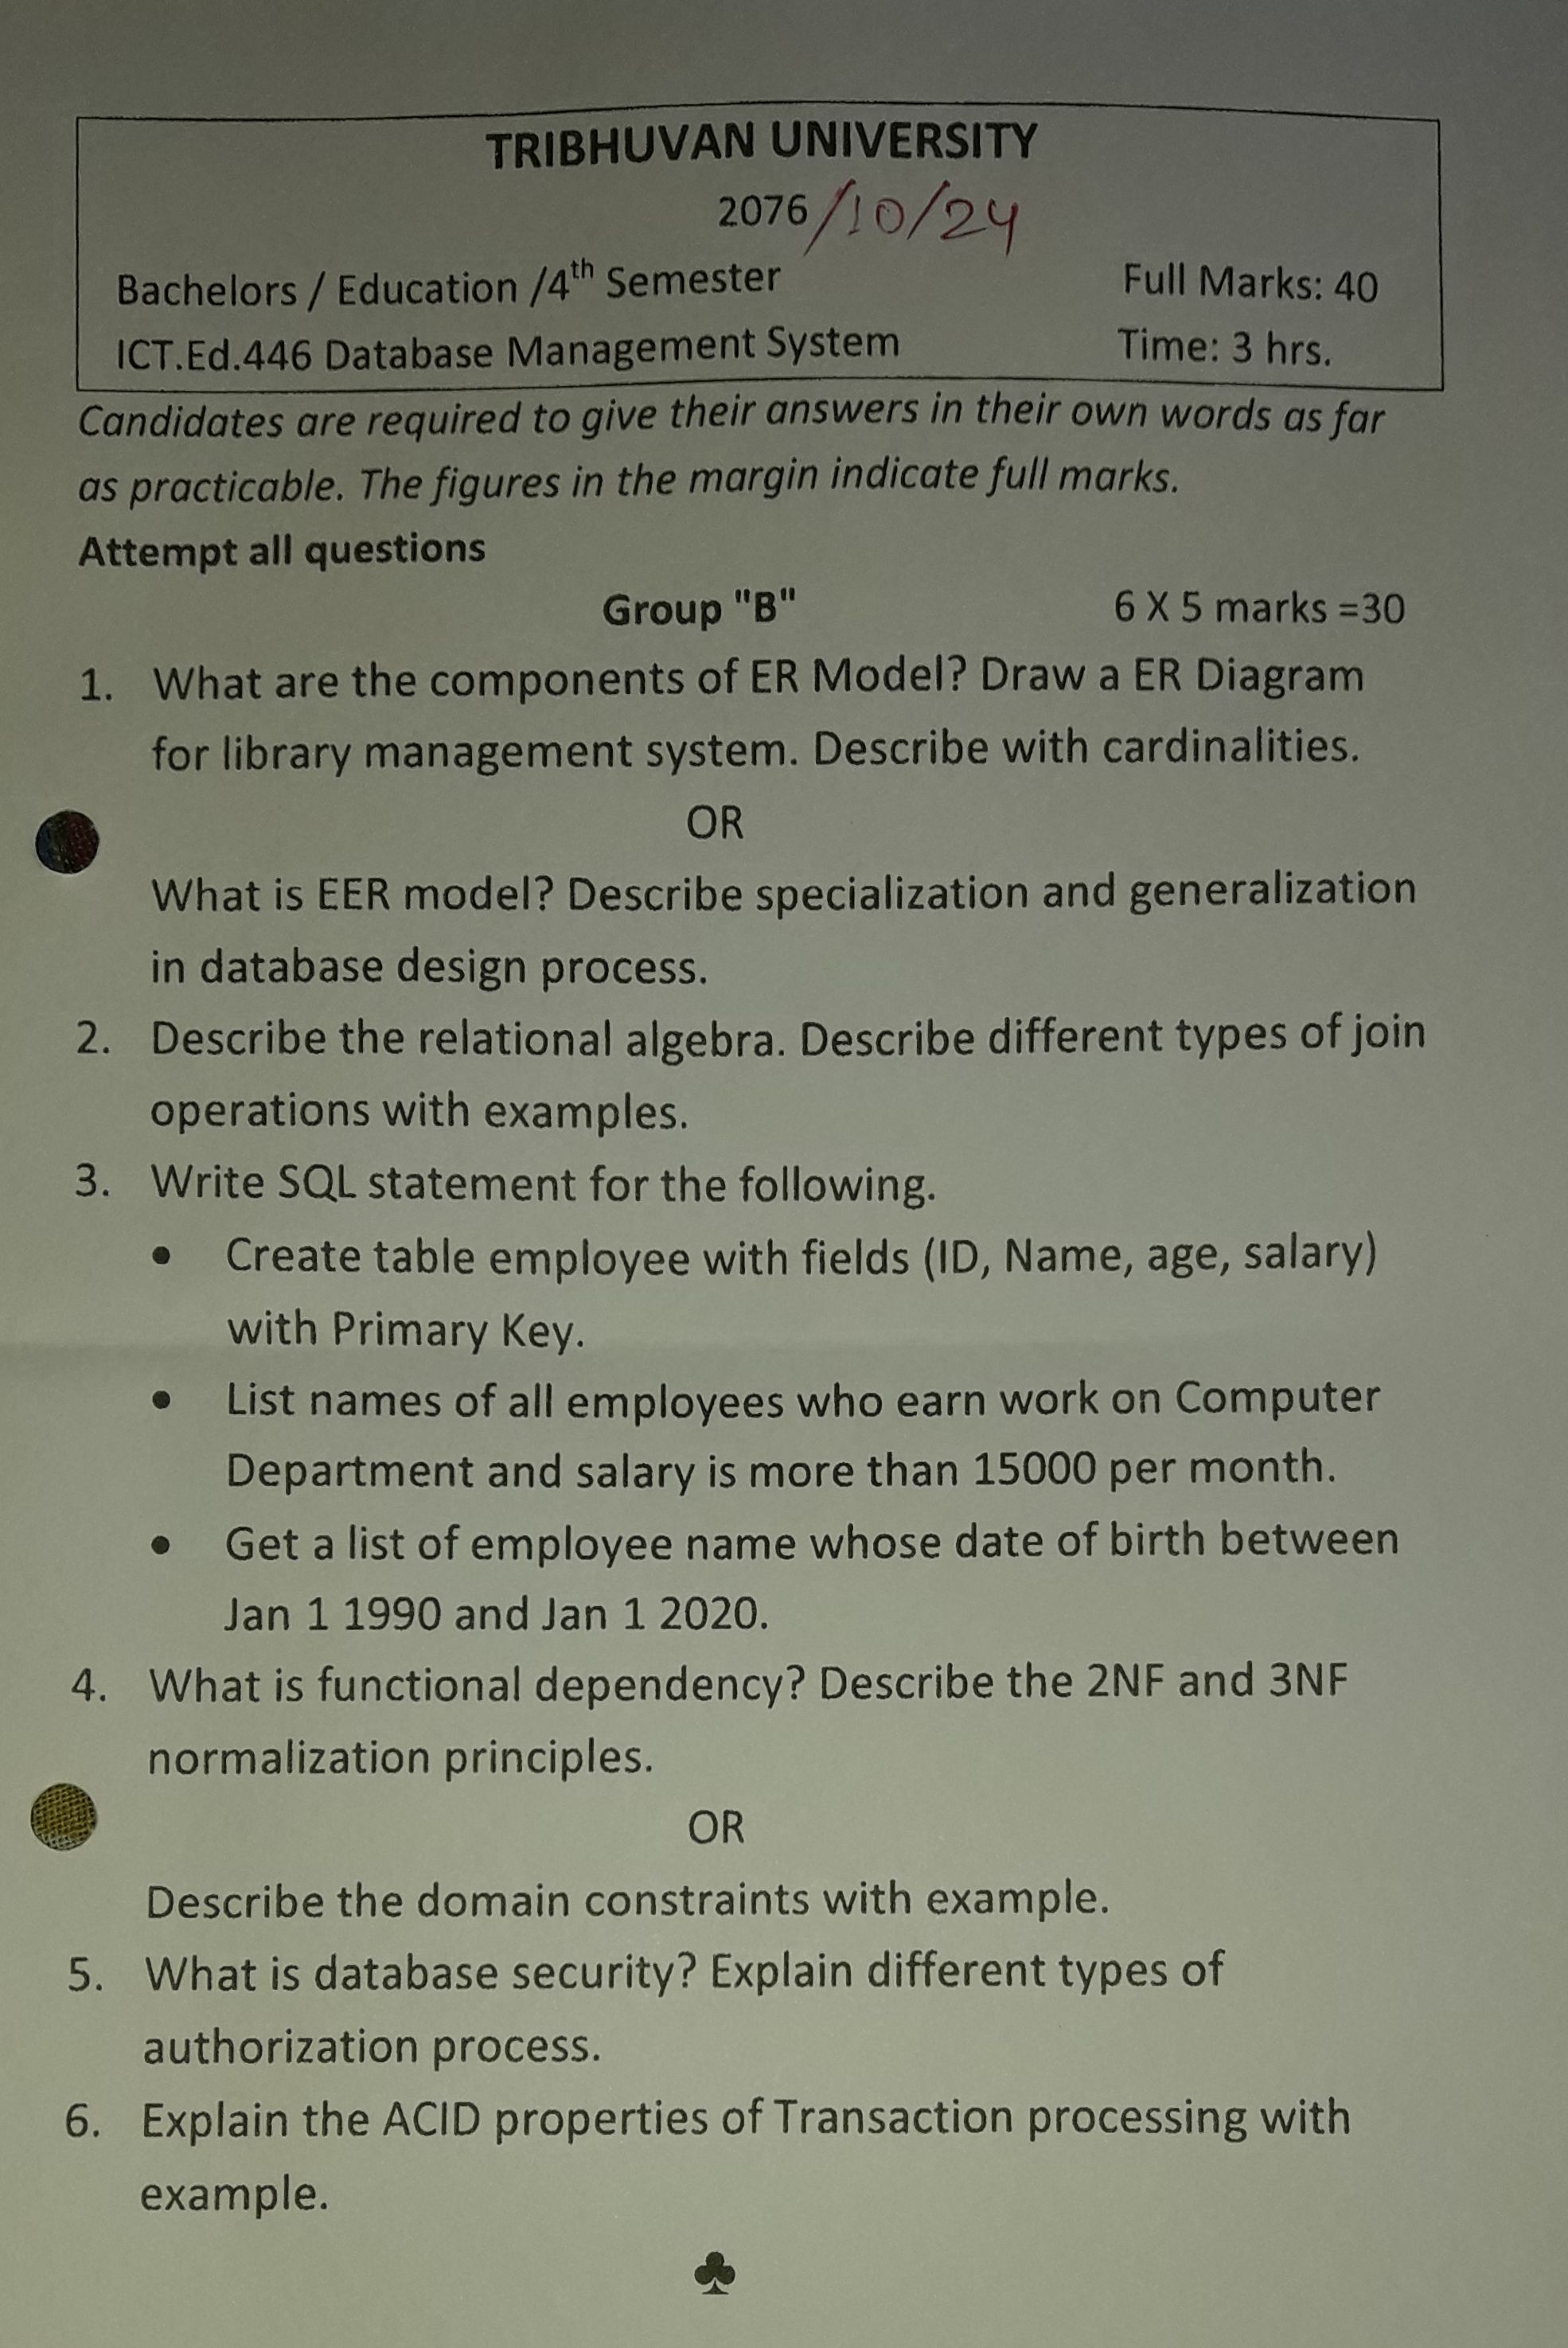 TRIBHUVAN UNIVERSITY
2076/10/24
Bachelors / Education /4th Semester Full Marks: 40
ICT.Ed.446 Database Management System Time: 3 hrs.
Candidates are required to give their answers in their own words as far
as practicable. The figures in the margin indicate full marks.
Attempt all questions
Group "B" 6 X 5 marks =30
1. What are the components of ER Model? Draw a ER Diagram
for library management system. Describe with cardinalities.
OR
What is EER model? Describe specialization and generalization
in database design process.
2. Describe the relational algebra. Describe different types of join
operations with examples.
3. Write SQL statement for the following.
• Create table employee with fields (ID, Name, age, salary)
with Primary Key.
• List names of all employees who earn work on Computer
Department and salary is more than 15000 per month.
• Get a list of employee name whose date of birth between
Jan 1 1990 and Jan 1 2020.
4. What is functional dependency? Describe the 2NF and 3NF
normalization principles.
OR
Describe the domain constraints with example.
5. What is database security? Explain different types of
authorization process.
6. Explain the ACID properties of Transaction processing with
example.
♣